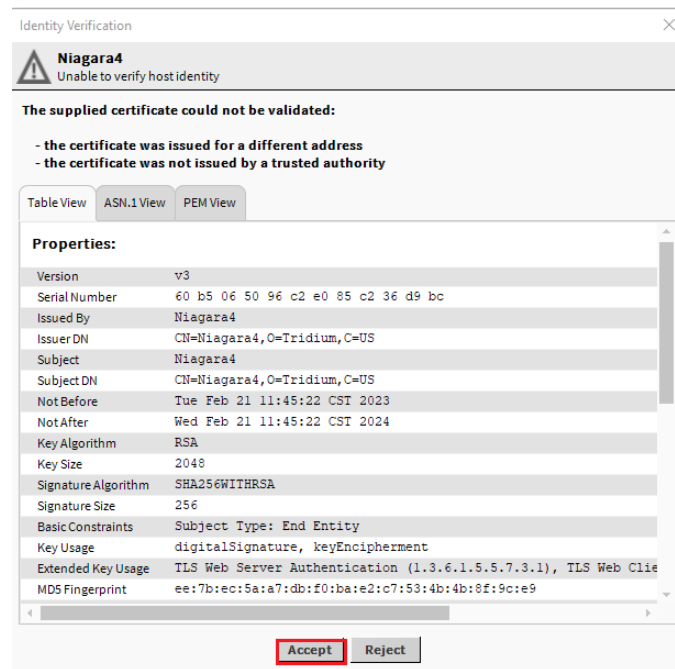 Identity Verification
Niagara4
Unable to verify host identity
The supplied certificate could not be validated:
- the certificate was issued for a different address
- the certificate was not issued by a trusted authority
Table View ASN.1 View PEM View
Properties:
Version v3
Serial Number 60 b5 06 50 96 c2 e0 85 c2 36 d9 bc
Issued By Niagara4
Issuer DN CN=Niagara4,O=Tridium,C=US
Subject Niagara4
Subject DN CN=Niagara4,O=Tridium,C=US
Not Before Tue Feb 21 11:45:22 CST 2023
Not After Wed Feb 21 11:45:22 CST 2024
Key Algorithm RSA
Key Size 2048
Signature Algorithm SHA256WITHRSA
Signature Size 256
Basic Constraints Subject Type: End Entity
Key Usage digitalSignature, keyEncipherment
Extended Key Usage TLS Web Server Authentication (1.3.6.1.5.5.7.3.1), TLS Web Clie
MD5 Fingerprint ee:7b:ec:5a:a7:db:f0:ba:e2:c7:53:4b:4b:8f:9c:e9
Accept Reject